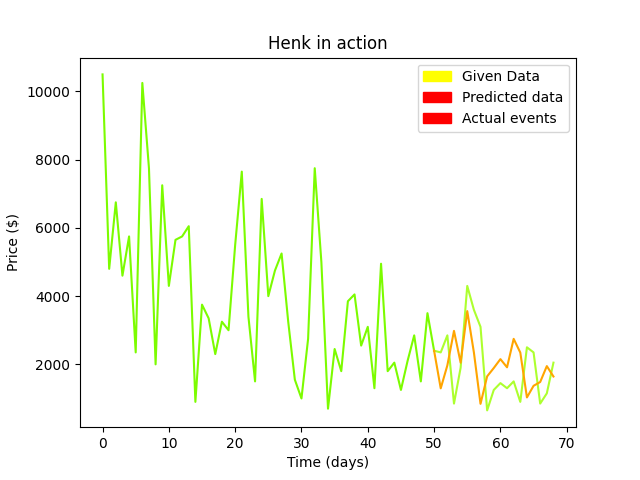 Henk in action
Given Data
Predicted data
Actual events
Price ($)
10000
8000
6000
4000
2000
0 10 20 30 40 50 60 70
Time (days)